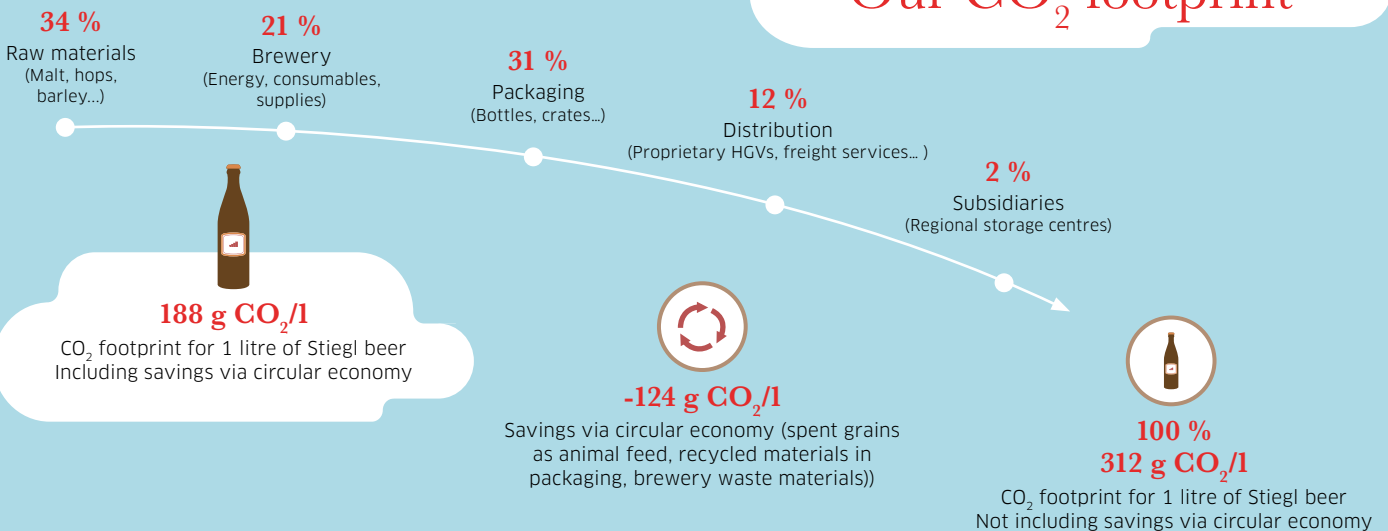 Our CO₂ footprint
34 %
Raw materials
(Malt, hops,
barley...)
21 %
Brewery
(Energy, consumables,
supplies)
31 %
Packaging
(Bottles, crates...)
12 %
Distribution
(Proprietary HGVs, freight services... )
2 %
Subsidiaries
(Regional storage centres)
188 g CO₂/l
CO₂ footprint for 1 litre of Stiegl beer
Including savings via circular economy
-124 g CO₂/l
Savings via circular economy (spent grains
as animal feed, recycled materials in
packaging, brewery waste materials))
100 %
312 g CO₂/l
CO₂ footprint for 1 litre of Stiegl beer
Not including savings via circular economy